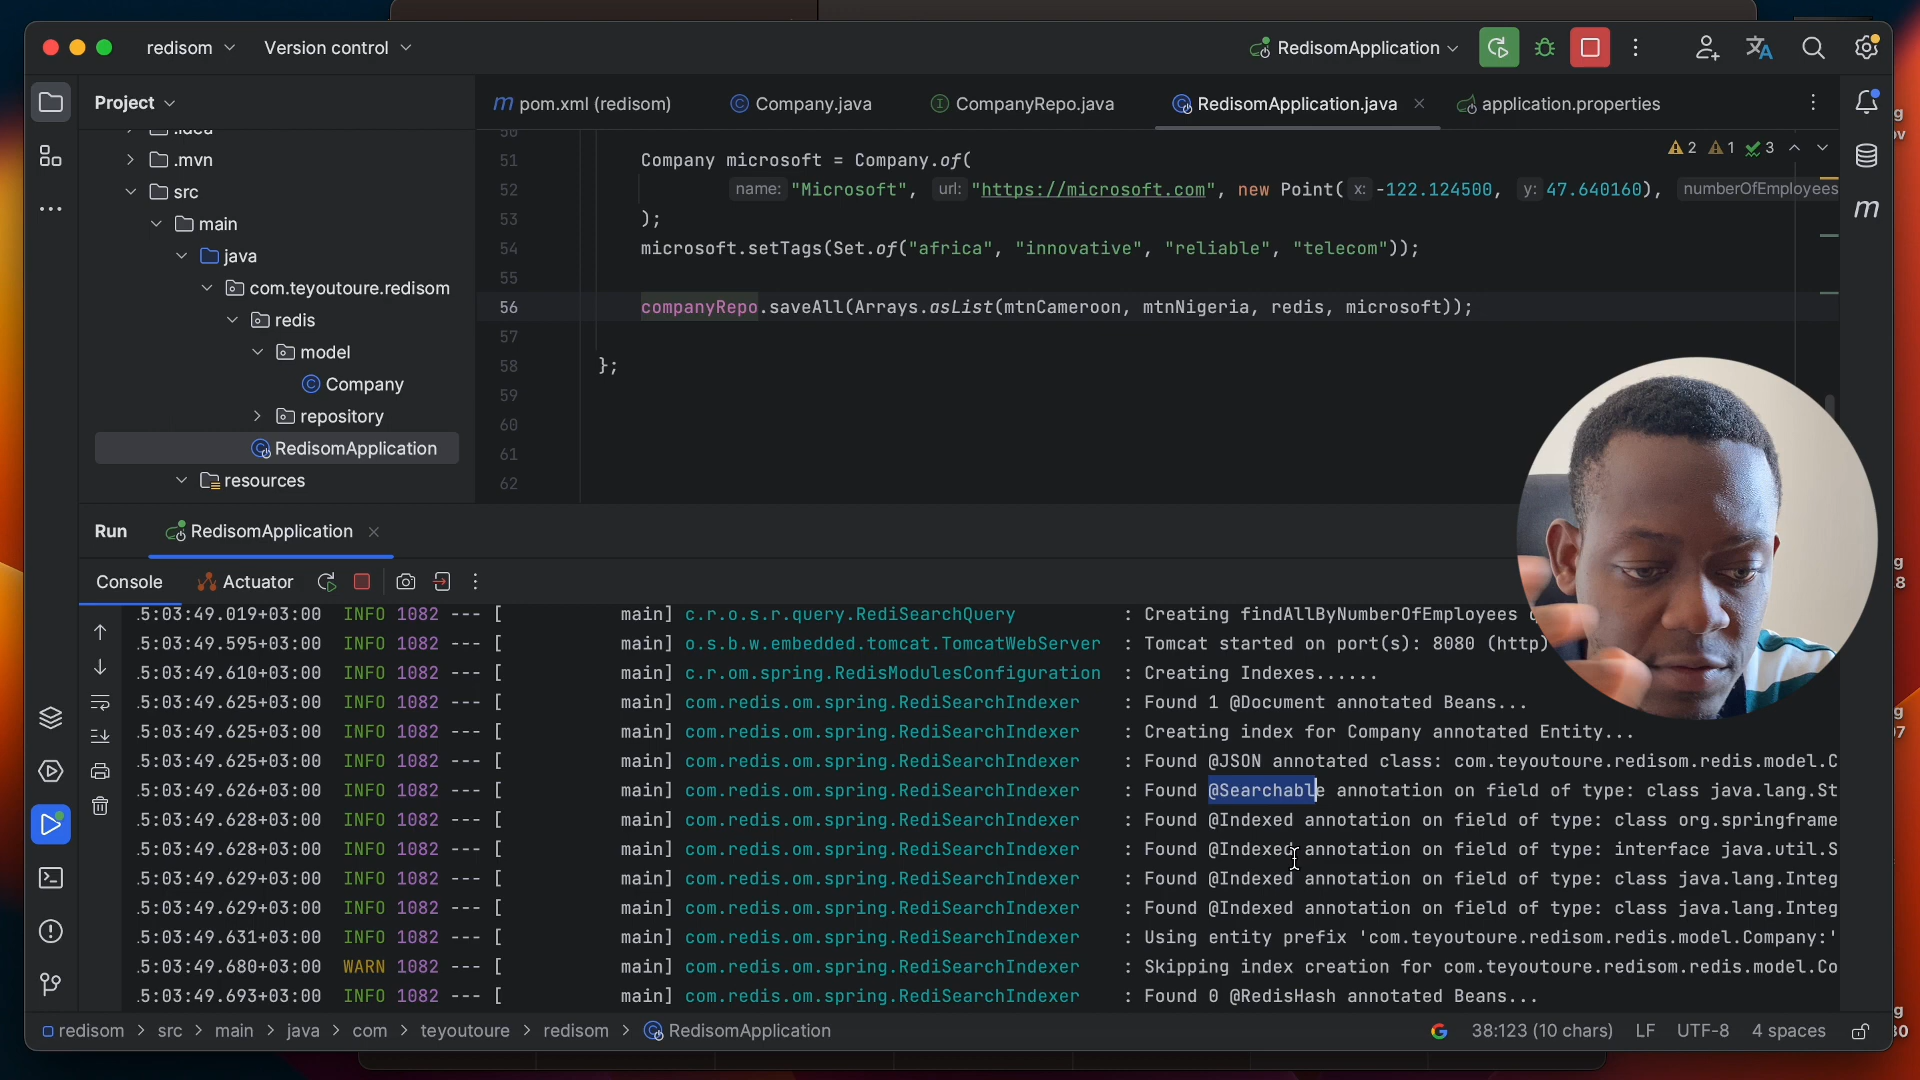 redisom
Version control
RedisomApplication
Project
m pom.xml (redisom)
Company.java
CompanyRepo.java
RedisomApplication.java
application.properties
.idea
.mvn
src
main
java
com.teyoutoure.redisom
redis
model
Company
repository
RedisomApplication
resources
50
2 1 3
51 Company microsoft = Company.of(
52 name: "Microsoft", url: "https://microsoft.com", new Point( x: -122.124500, y: 47.640160), numberOfEmployees
53 );
54 microsoft.setTags(Set.of("africa", "innovative", "reliable", "telecom"));
55
56 companyRepo.saveAll(Arrays.asList(mtnCameroon, mtnNigeria, redis, microsoft));
57
58 };
59
60
61
62
Run
RedisomApplication
Console
Actuator
.5:03:49.019+03:00 INFO 1082 --- [ main] c.r.o.s.r.query.RediSearchQuery : Creating findAllByNumberOfEmployees
.5:03:49.595+03:00 INFO 1082 --- [ main] o.s.b.w.embedded.tomcat.TomcatWebServer : Tomcat started on port(s): 8080 (http)
.5:03:49.610+03:00 INFO 1082 --- [ main] c.r.om.spring.RedisModulesConfiguration : Creating Indexes......
.5:03:49.625+03:00 INFO 1082 --- [ main] com.redis.om.spring.RediSearchIndexer : Found 1 @Document annotated Beans...
.5:03:49.625+03:00 INFO 1082 --- [ main] com.redis.om.spring.RediSearchIndexer : Creating index for Company annotated Entity...
.5:03:49.625+03:00 INFO 1082 --- [ main] com.redis.om.spring.RediSearchIndexer : Found @JSON annotated class: com.teyoutoure.redisom.redis.model.C
.5:03:49.626+03:00 INFO 1082 --- [ main] com.redis.om.spring.RediSearchIndexer : Found @Searchable annotation on field of type: class java.lang.St
.5:03:49.628+03:00 INFO 1082 --- [ main] com.redis.om.spring.RediSearchIndexer : Found @Indexed annotation on field of type: class org.springframe
.5:03:49.628+03:00 INFO 1082 --- [ main] com.redis.om.spring.RediSearchIndexer : Found @Indexed annotation on field of type: interface java.util.S
.5:03:49.629+03:00 INFO 1082 --- [ main] com.redis.om.spring.RediSearchIndexer : Found @Indexed annotation on field of type: class java.lang.Integ
.5:03:49.629+03:00 INFO 1082 --- [ main] com.redis.om.spring.RediSearchIndexer : Found @Indexed annotation on field of type: class java.lang.Integ
.5:03:49.631+03:00 INFO 1082 --- [ main] com.redis.om.spring.RediSearchIndexer : Using entity prefix 'com.teyoutoure.redisom.redis.model.Company:'
.5:03:49.680+03:00 WARN 1082 --- [ main] com.redis.om.spring.RediSearchIndexer : Skipping index creation for com.teyoutoure.redisom.redis.model.Co
.5:03:49.693+03:00 INFO 1082 --- [ main] com.redis.om.spring.RediSearchIndexer : Found 0 @RedisHash annotated Beans...
redisom > src > main > java > com > teyoutoure > redisom > RedisomApplication
38:123 (10 chars) LF UTF-8 4 spaces